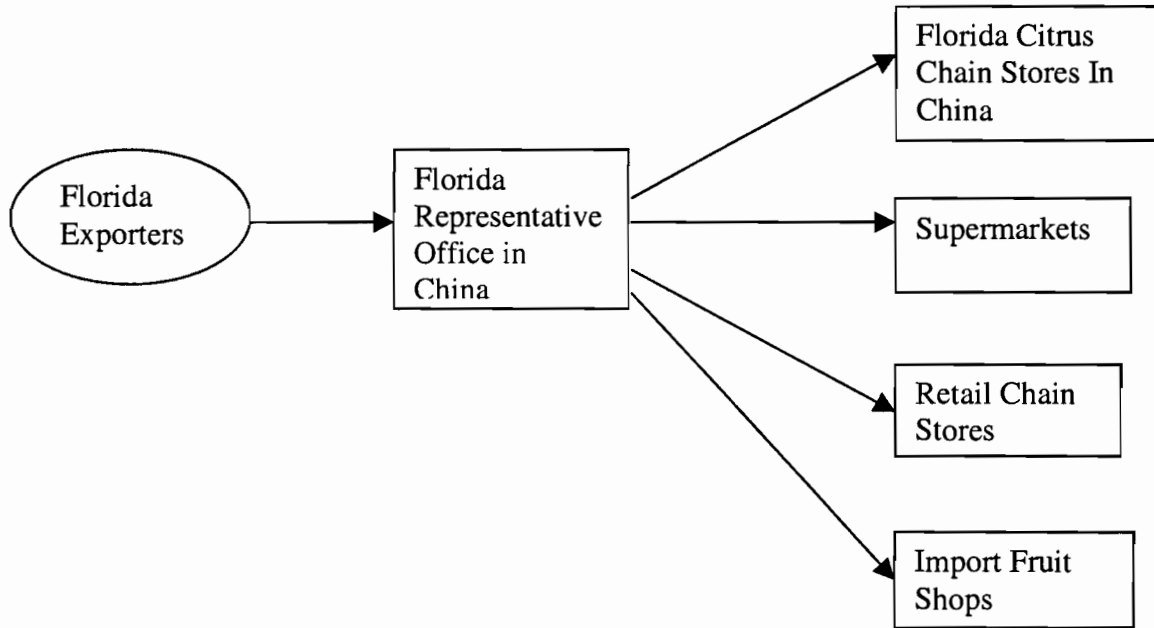 Florida
Exporters
Florida
Representative
Office in
China
Florida Citrus
Chain Stores In
China
Supermarkets
Retail Chain
Stores
Import Fruit
Shops